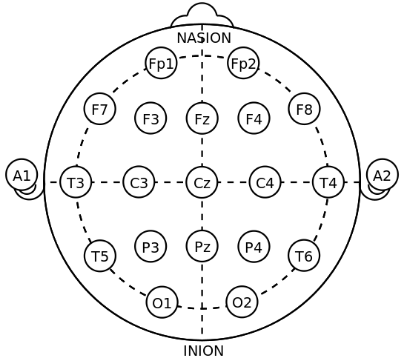 NASION
Fp1 Fp2
F7 F3 Fz F4 F8
A1 T3 C3 Cz C4 T4 A2
T5 P3 Pz P4 T6
O1 O2
INION